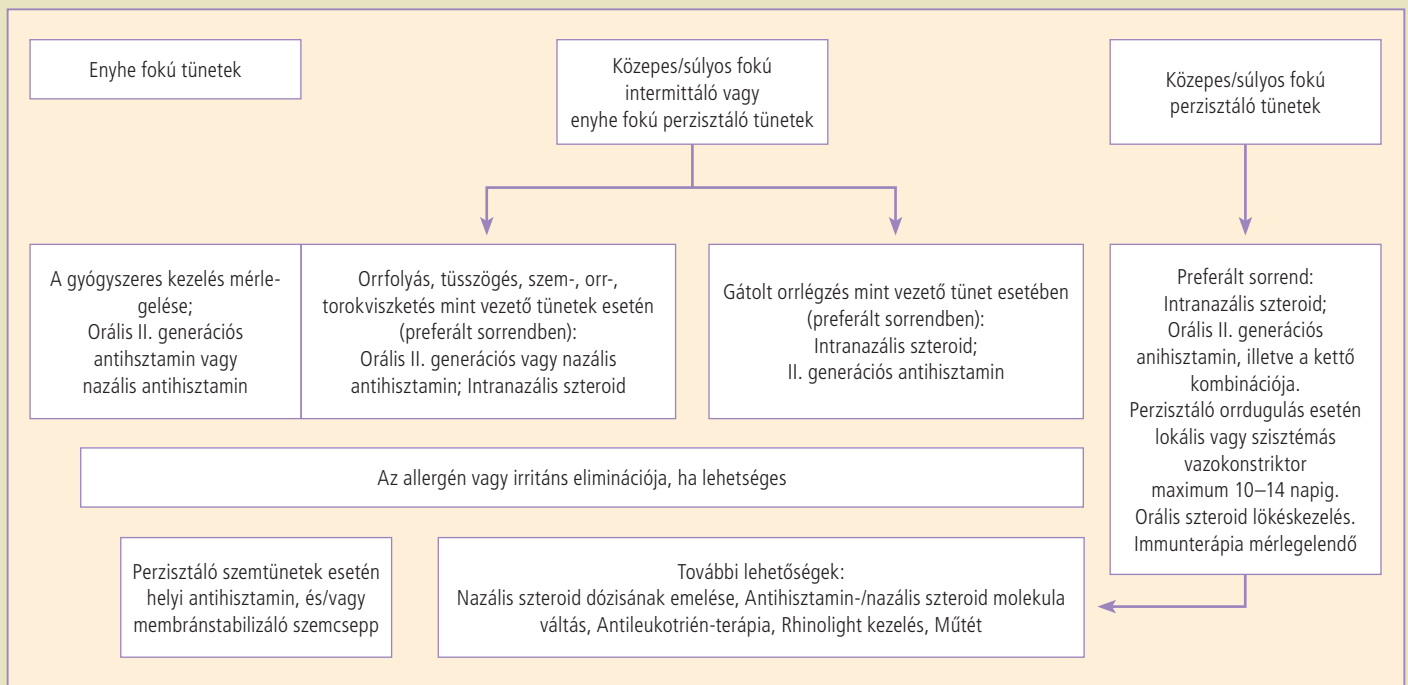 Enyhe fokú tünetek
Közepes/súlyos fokú
intermittáló vagy
enyhe fokú perzisztáló tünetek
Közepes/súlyos fokú
perzisztáló tünetek
A gyógyszeres kezelés mérle-
gelése;
Orális II. generációs
antihsztamin vagy
nazális antihisztamin
Orrfolyás, tüsszögés, szem-, orr-,
torokviszketés mint vezető tünetek esetén
(preferált sorrendben):
Orális II. generációs vagy nazális
antihisztamin; Intranazális szteroid
Gátolt orrlégzés mint vezető tünet esetében
(preferált sorrendben):
Intranazális szteroid;
II. generációs antihisztamin
Preferált sorrend:
Intranazális szteroid;
Orális II. generációs
anihisztamin, illetve a kettő
kombinációja.
Perzisztáló orrdugulás esetén
lokális vagy szisztémás
vazokonstriktor
maximum 10–14 napig.
Orális szteroid lökéskezelés.
Immunterápia mérlegelendő
Az allergén vagy irritáns eliminációja, ha lehetséges
Perzisztáló szemtünetek esetén
helyi antihisztamin, és/vagy
membránstabilizáló szemcsepp
További lehetőségek:
Nazális szteroid dózisának emelése, Antihisztamin-/nazális szteroid molekula
váltás, Antileukotrién-terápia, Rhinolight kezelés, Műtét